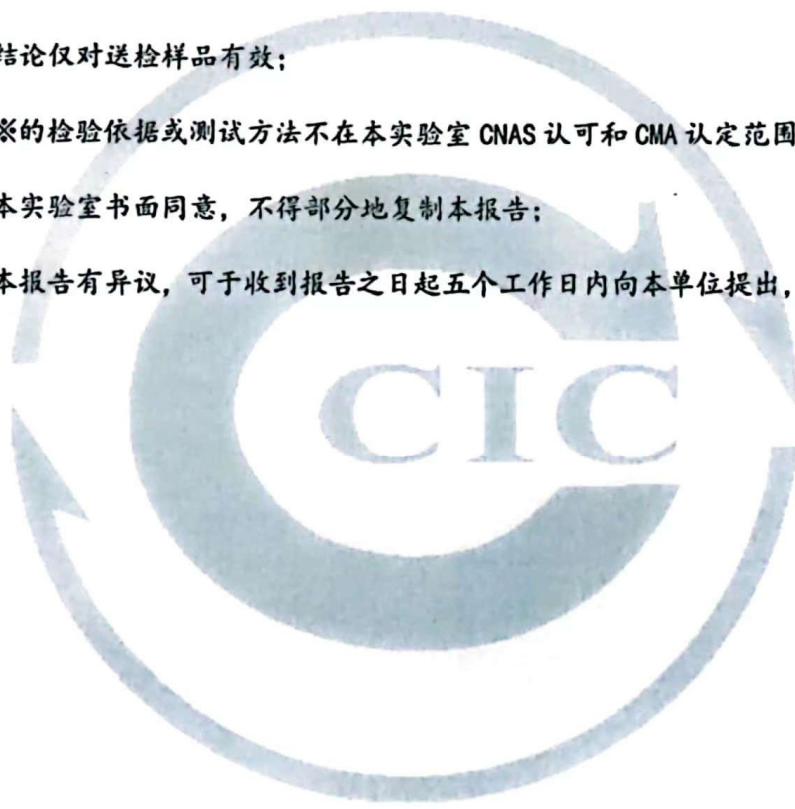 结论仅对送检样品有效；
※的检验依据或测试方法不在本实验室 CNAS 认可和 CMA 认定范围
本实验室书面同意，不得部分地复制本报告；
本报告有异议，可于收到报告之日起五个工作日内向本单位提出，
CIC